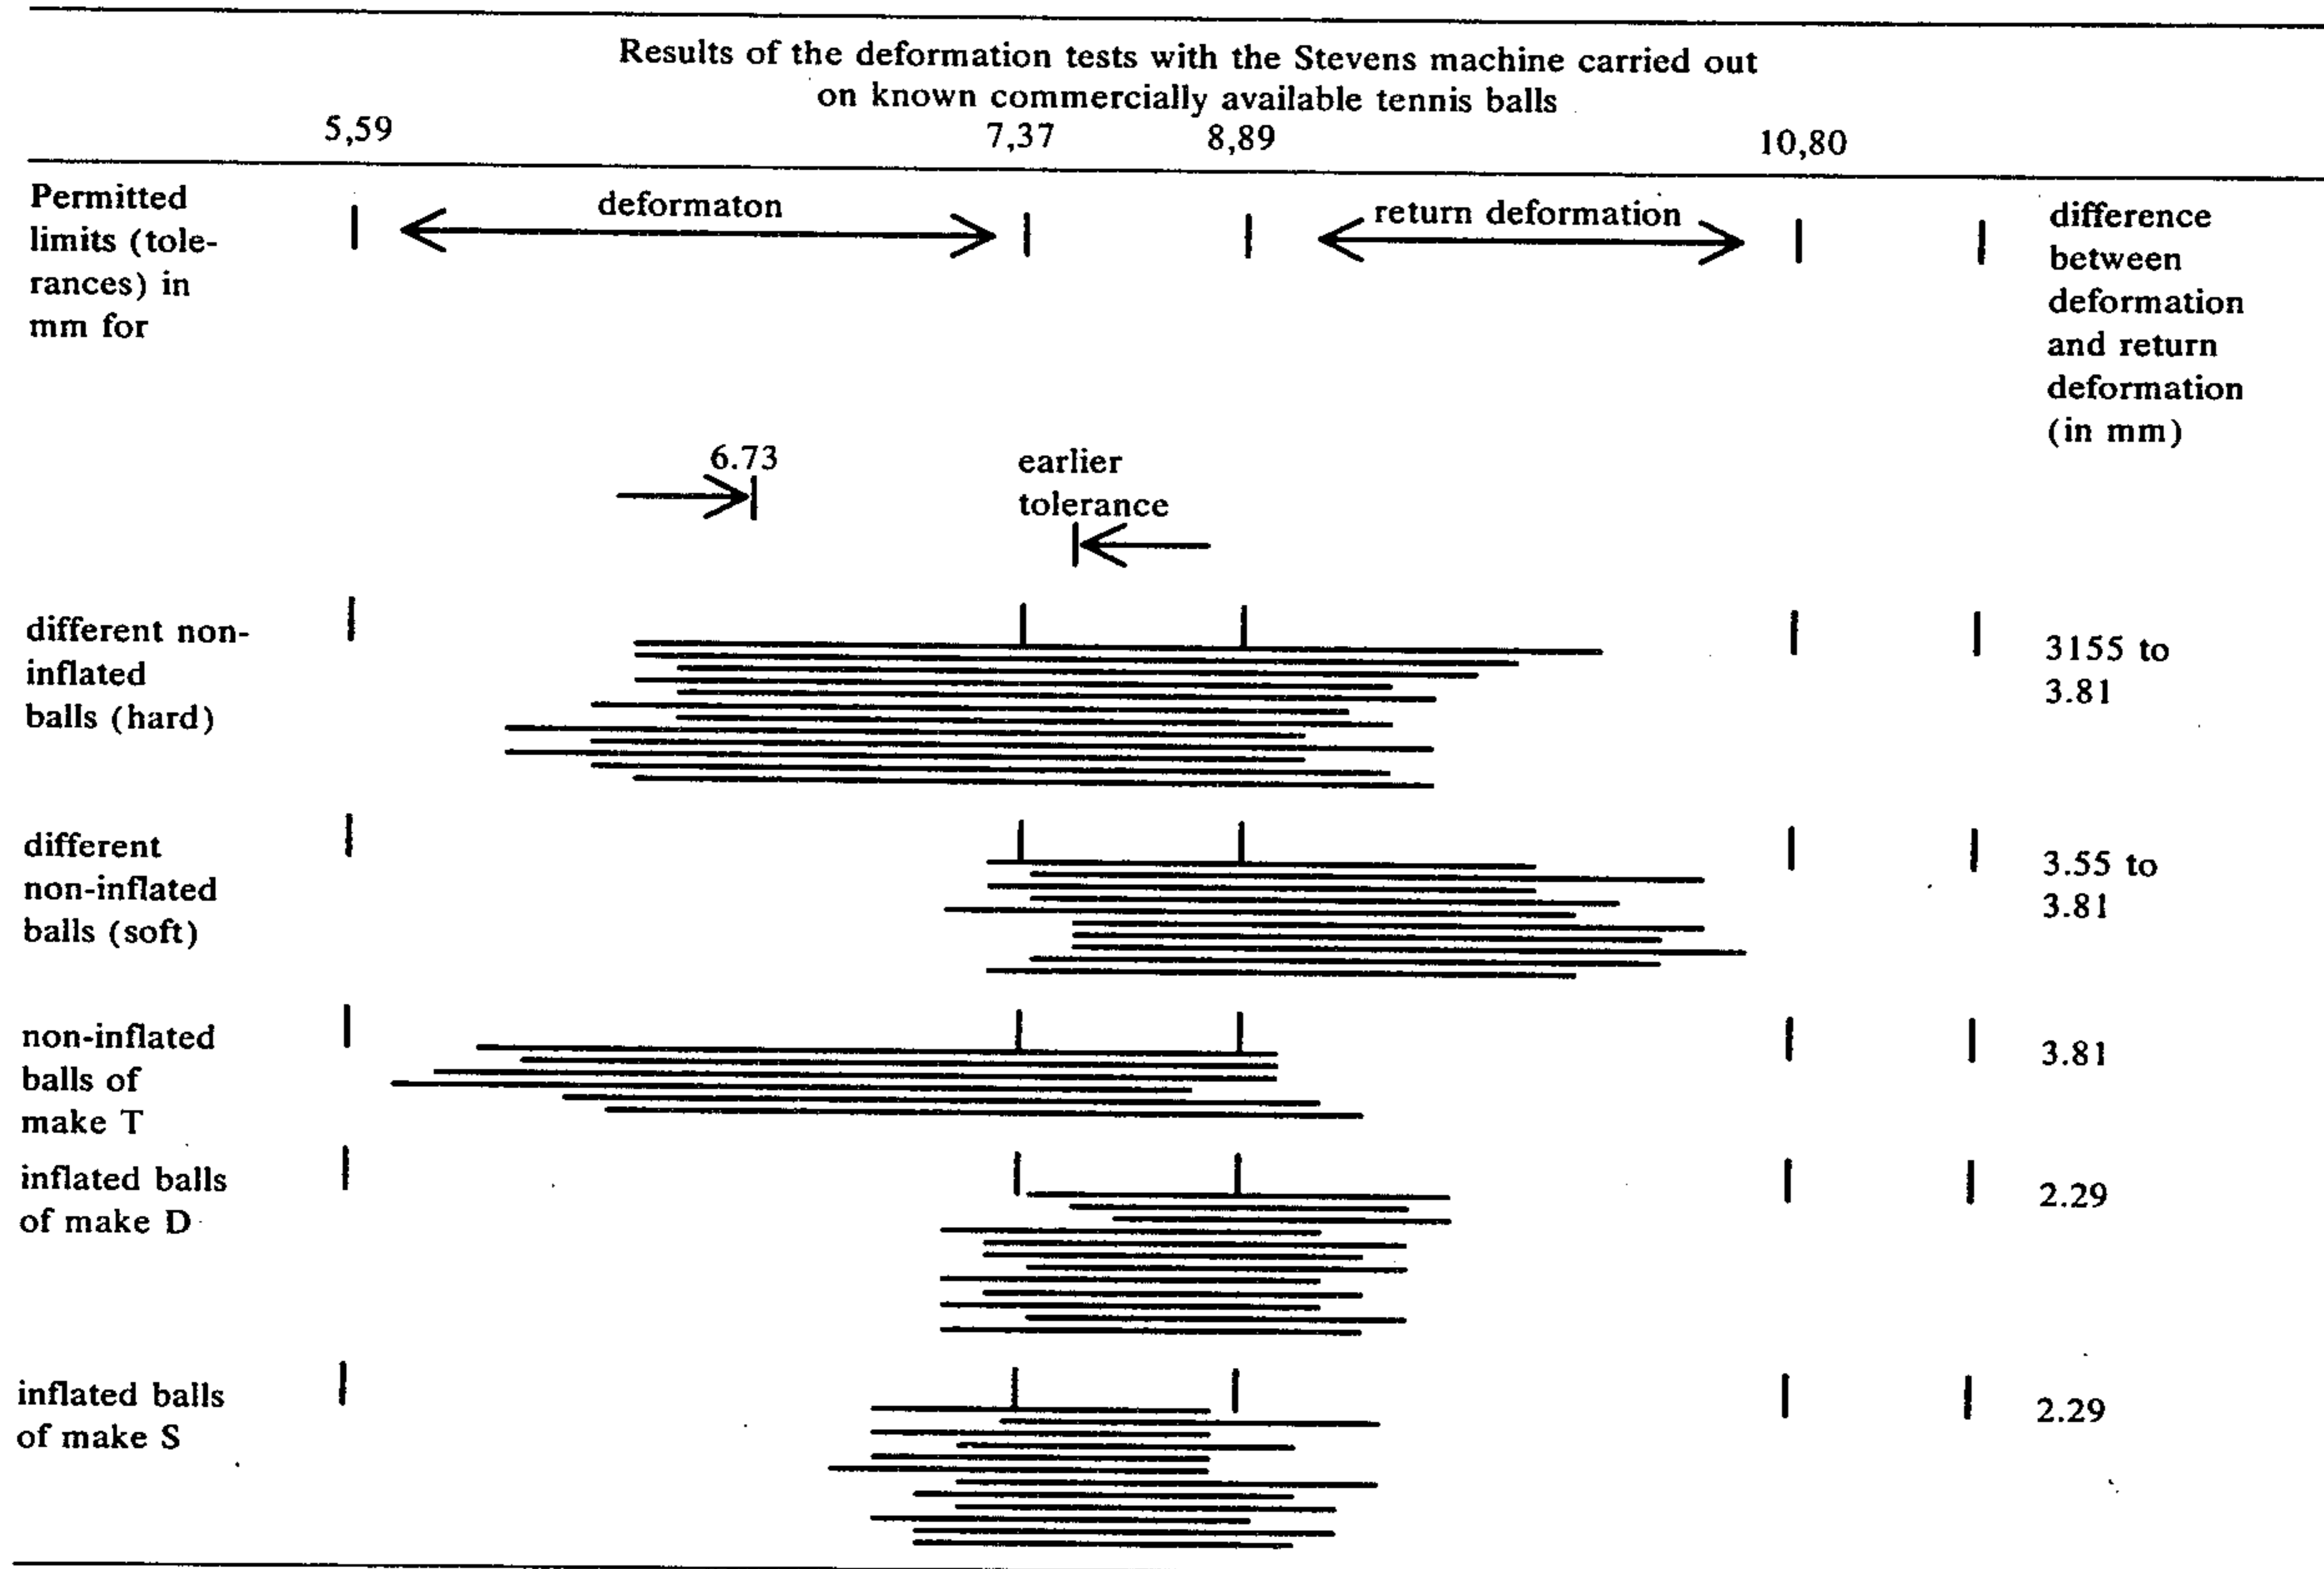 Results of the deformation tests with the Stevens machine carried out
on known commercially available tennis balls
5,59 7,37 8,89 10,80
Permitted
limits (tole-
rances) in
mm for
deformaton
return deformation
difference
between
deformation
and return
deformation
(in mm)
6.73
earlier
tolerance
different non-
inflated
balls (hard)
3155 to
3.81
different
non-inflated
balls (soft)
3.55 to
3.81
non-inflated
balls of
make T
3.81
inflated balls
of make D
2.29
inflated balls
of make S
2.29